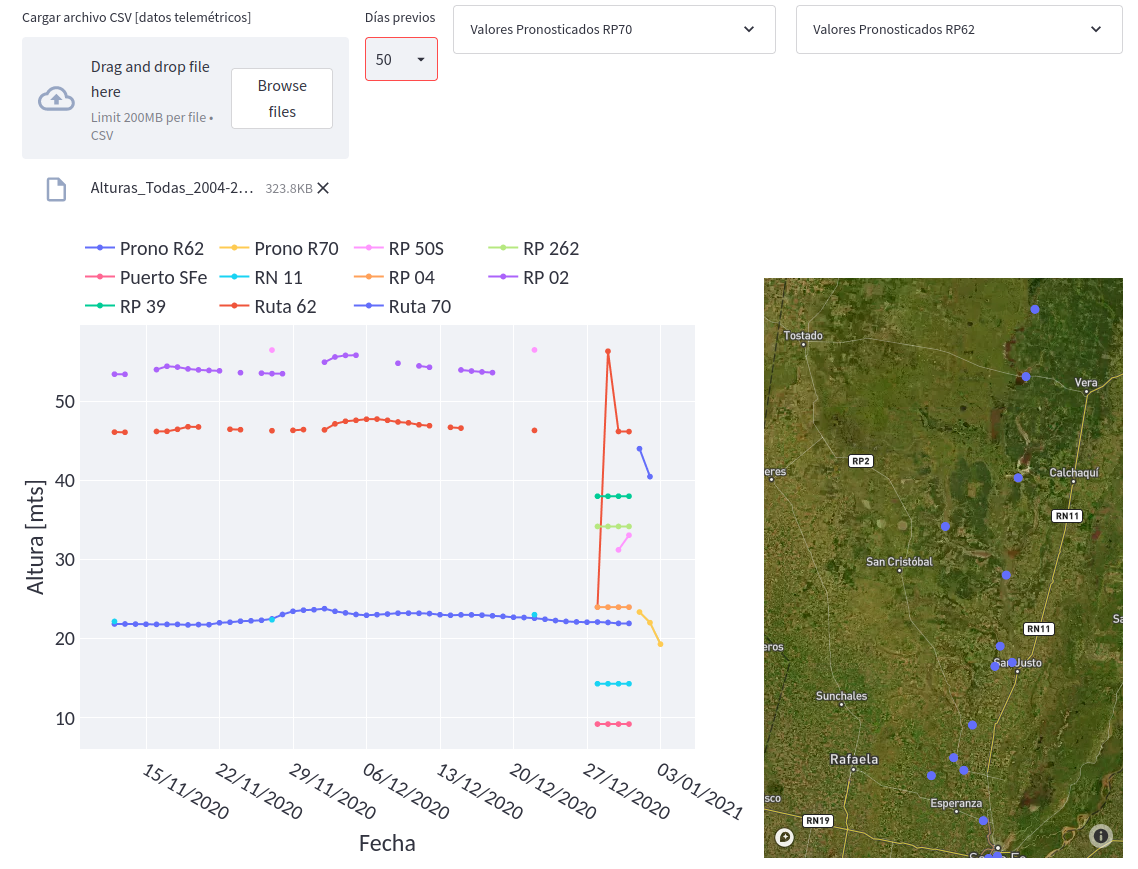 Cargar archivo CSV [datos telemétricos]
Drag and drop file
here
Limit 200MB per file •
CSV
Browse
files
Alturas_Todas_2004-2… 323.8KB
Días previos
50
Valores Pronosticados RP70
Valores Pronosticados RP62
Prono R62 Prono R70 RP 50S RP 262
Puerto SFe RN 11 RP 04 RP 02
RP 39 Ruta 62 Ruta 70
Altura [mts]
50
40
30
20
10
15/11/2020
22/11/2020
29/11/2020
06/12/2020
13/12/2020
20/12/2020
27/12/2020
03/01/2021
Fecha
Tostado
Vera
RP2
eres
Calchaquí
RN11
San Cristóbal
Sa
RN11
eros
San Justo
Sunchales
Rafaela
sco
Esperanza
RN19